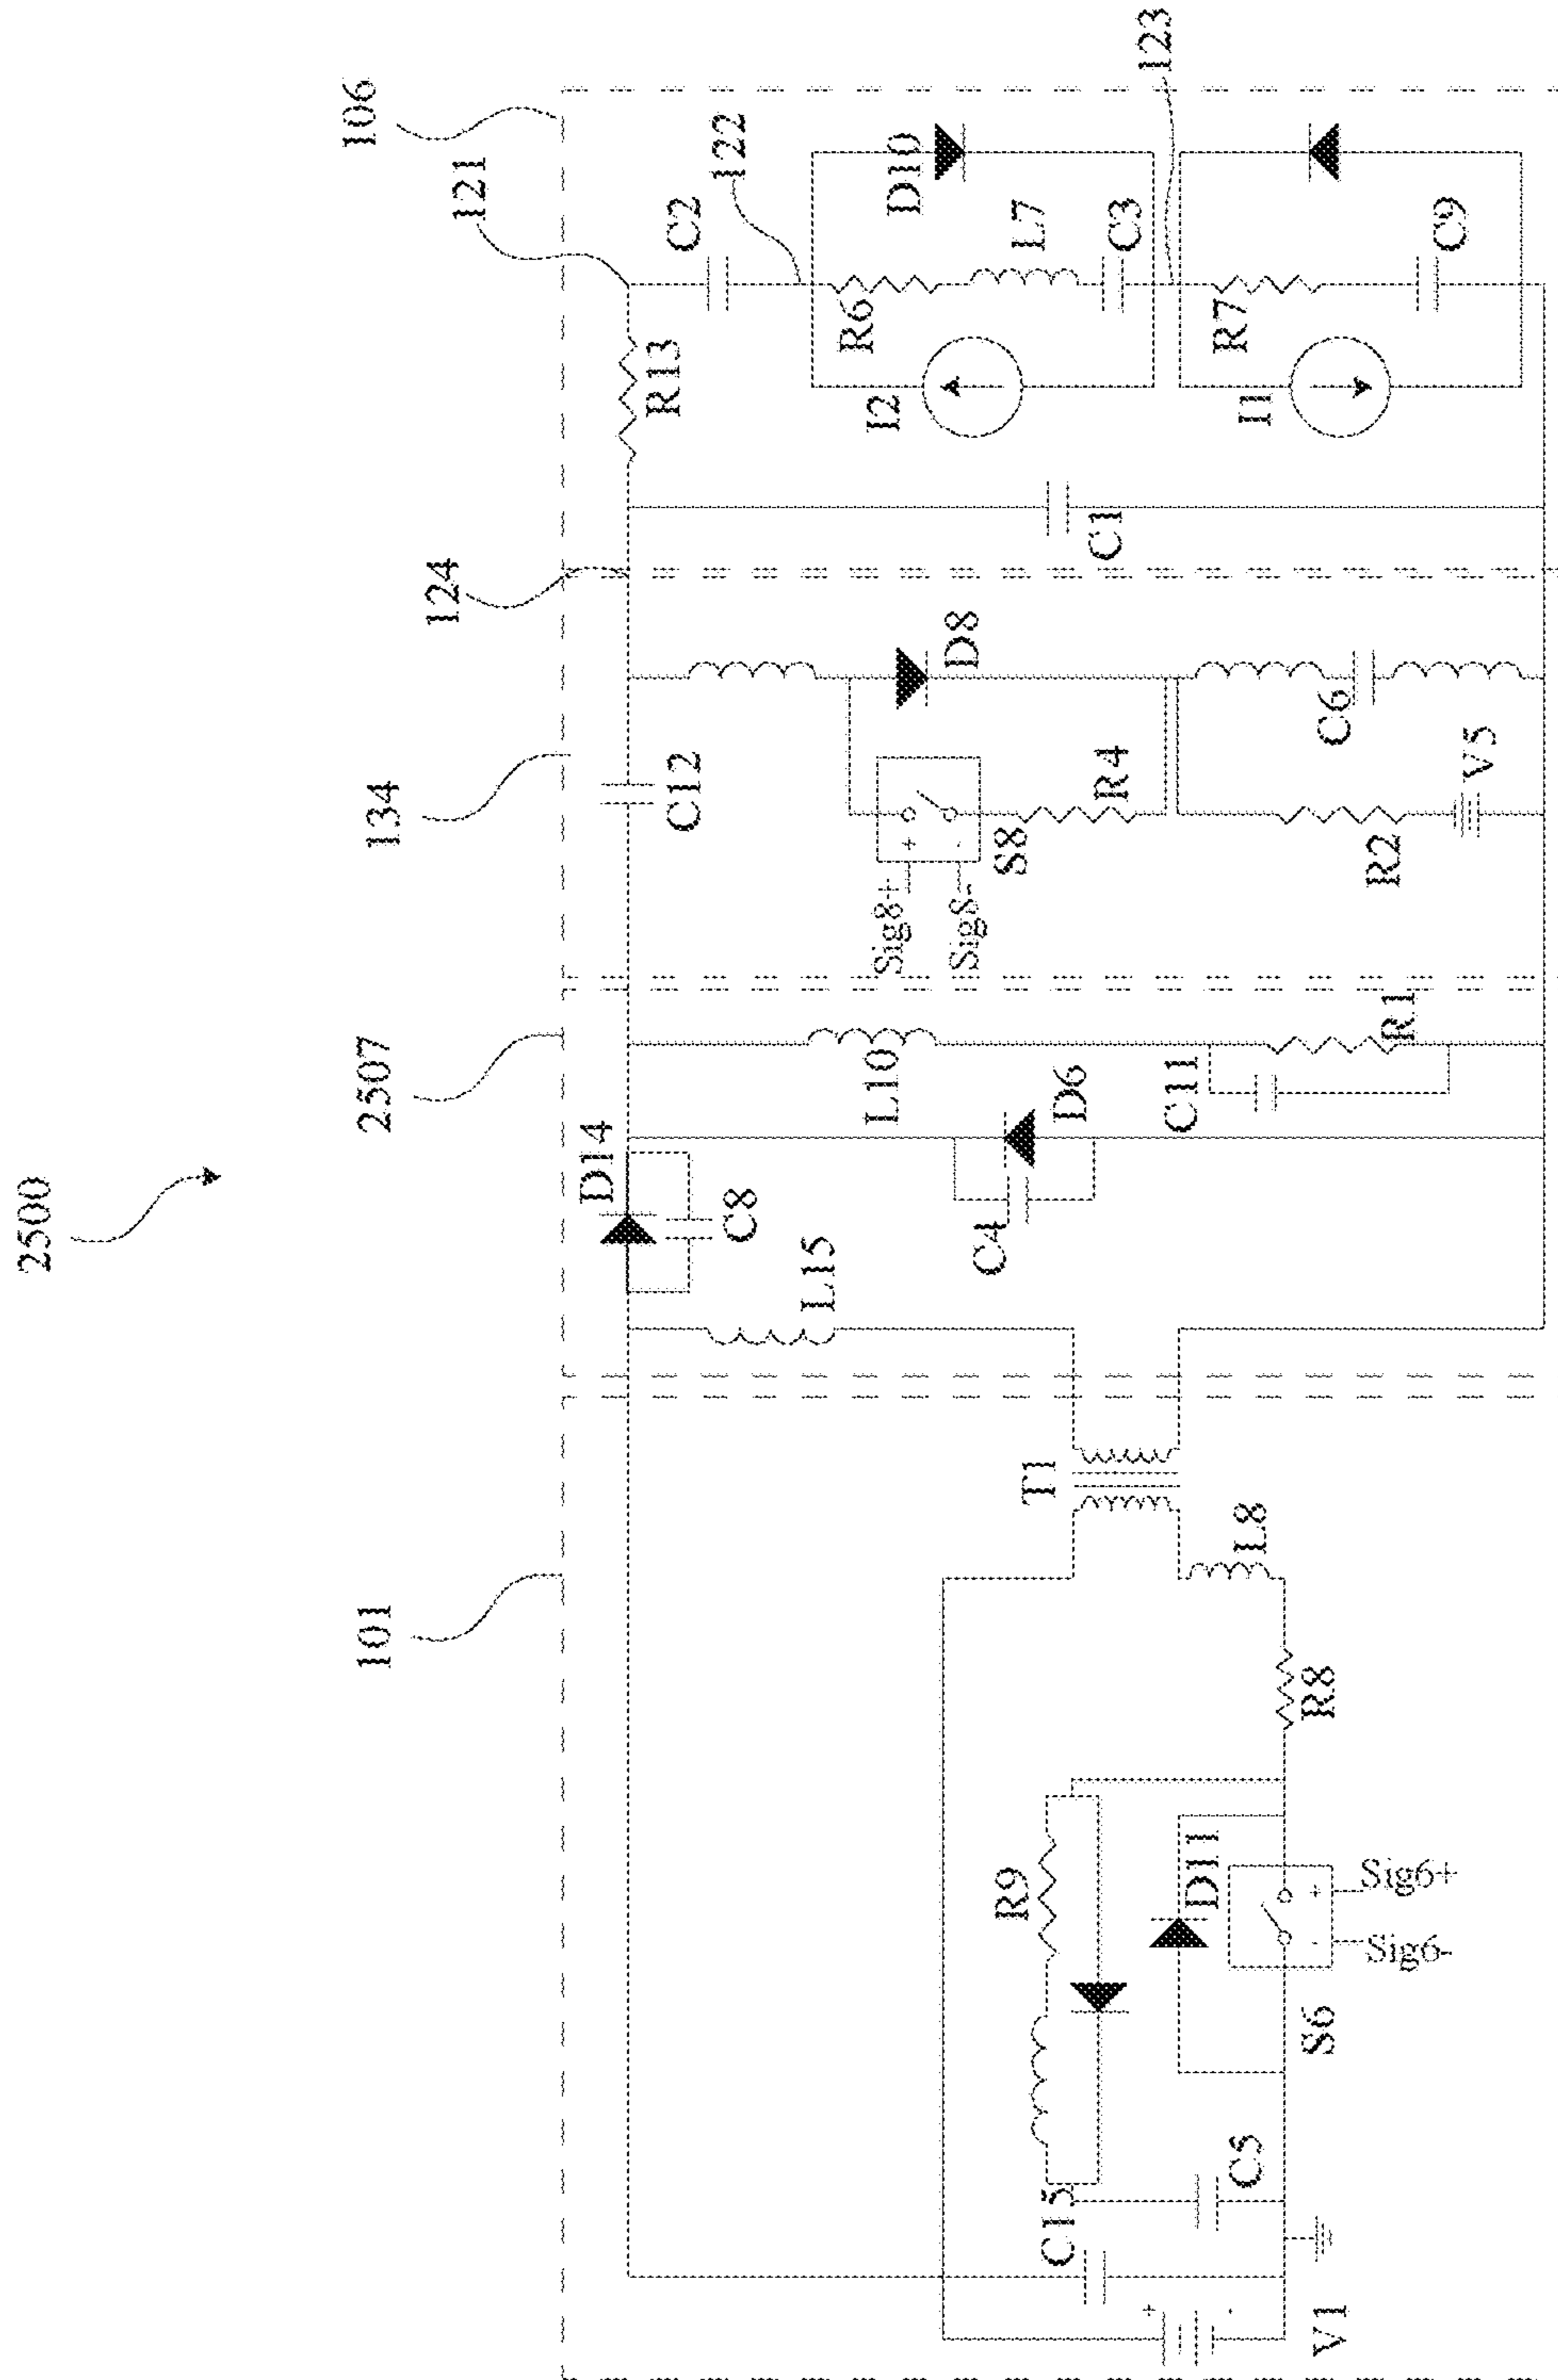 2500
101
2507
134
106
124
121
122
123
V1
C15
C5
R9
D11
S6
Sig6-
Sig6+
R8
L8
T1
L15
D14
C8
C4
D6
L10
C11
R1
C12
Sig8+
Sig8-
S8
R4
D8
R2
V5
C6
C1
R13
C2
I2
R6
L7
C3
D10
I1
R7
C9
+
-
-
+
+
-